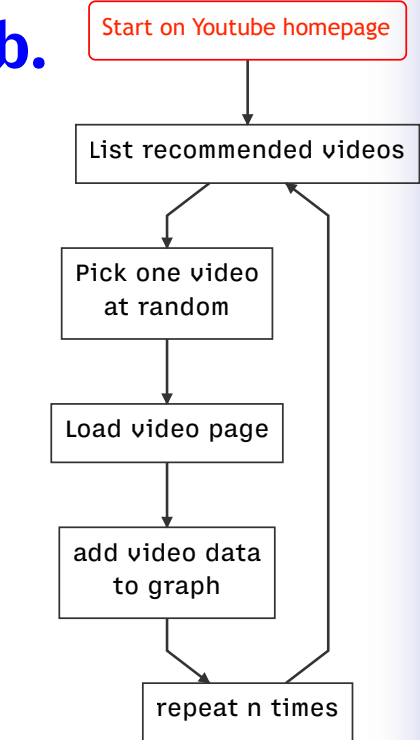 b.
Start on Youtube homepage
List recommended videos
Pick one video
at random
Load video page
add video data
to graph
repeat n times